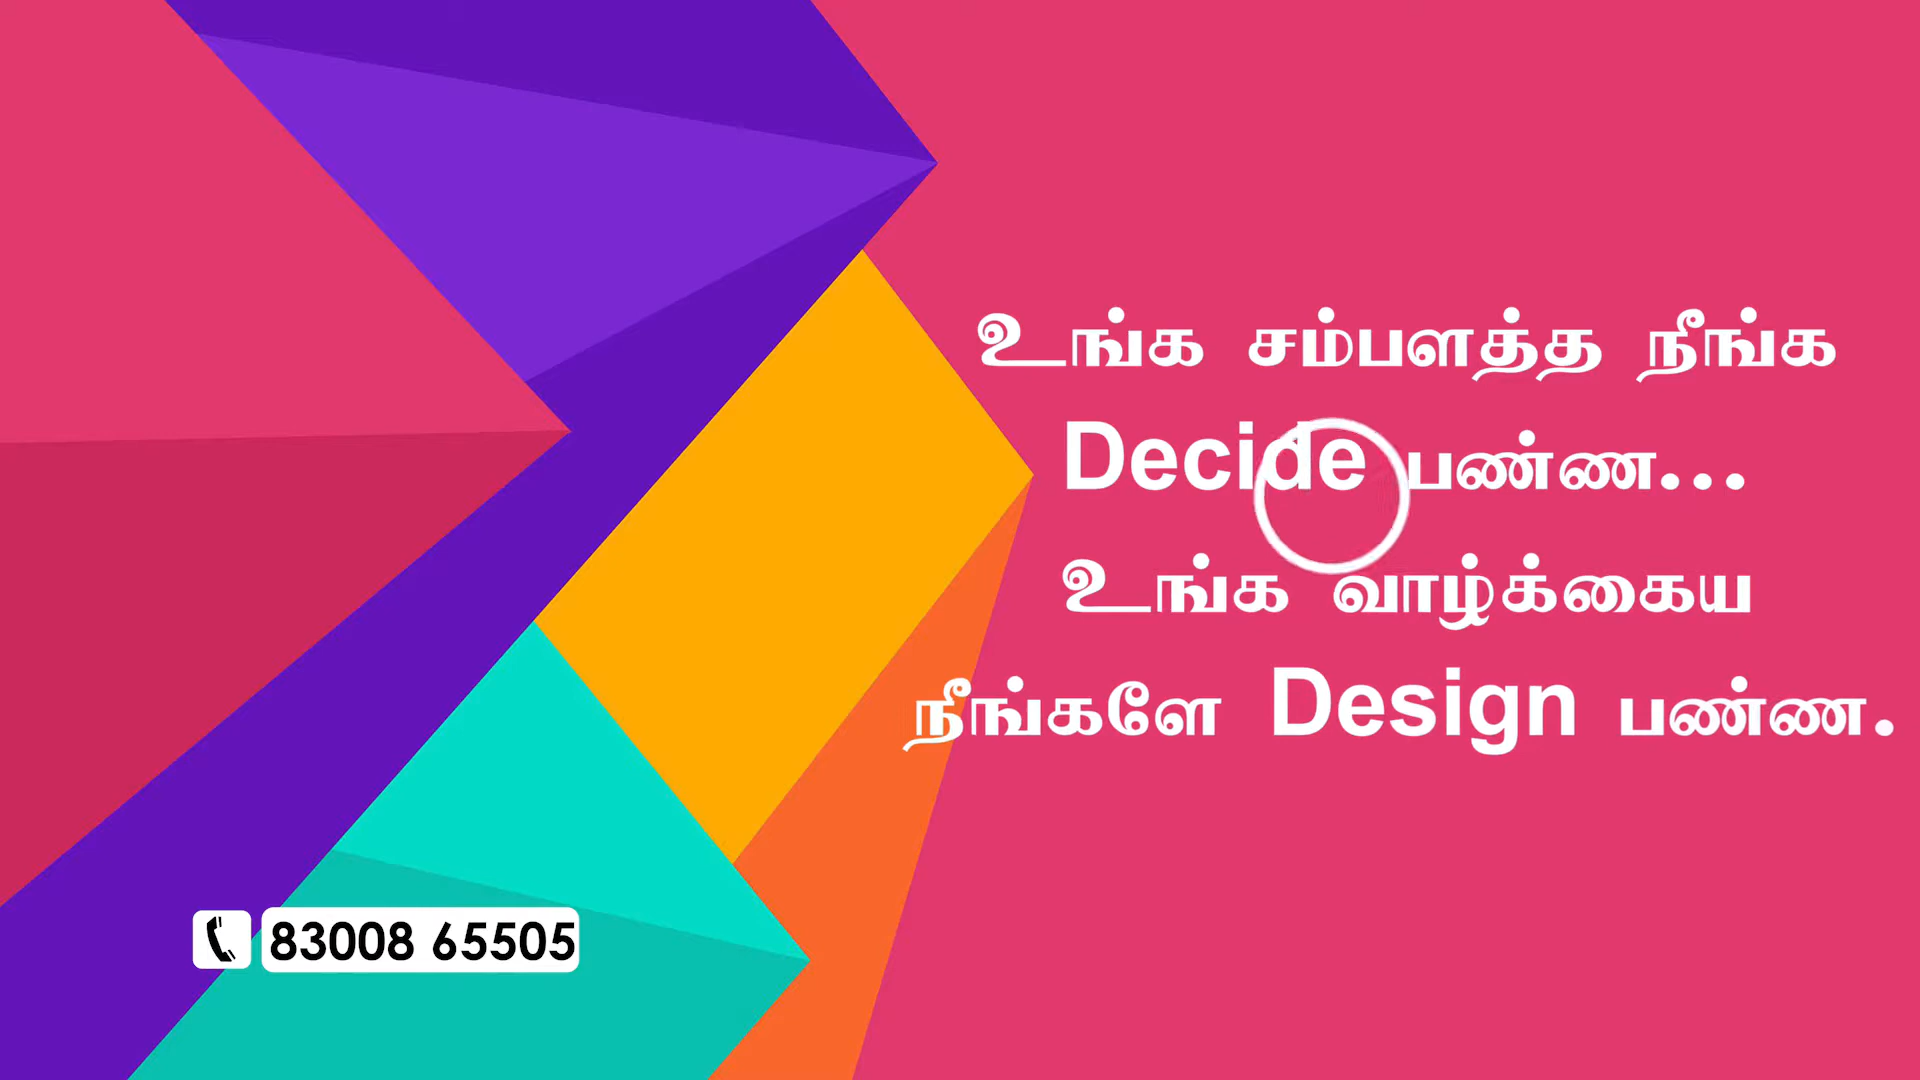 உங்க சம்பளத்த நீங்க
Decide பண்ண...
உங்க வாழ்க்கைய
நீங்களே Design பண்ண.
83008 65505